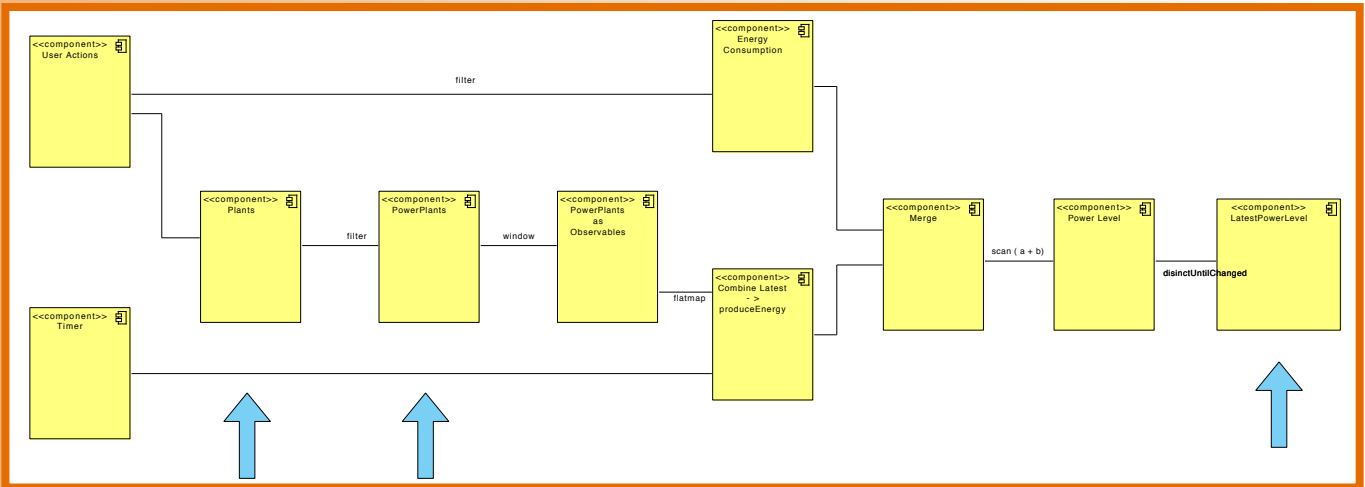 <<component>>
User Actions
filter
<<component>>
Energy
Consumption
<<component>>
Plants
filter
<<component>>
PowerPlants
window
<<component>>
PowerPlants
as
Observables
flatmap
<<component>>
Timer
<<component>>
Combine Latest
- >
produceEnergy
<<component>>
Merge
scan ( a + b)
<<component>>
Power Level
disinctUntilChanged
<<component>>
LatestPowerLevel